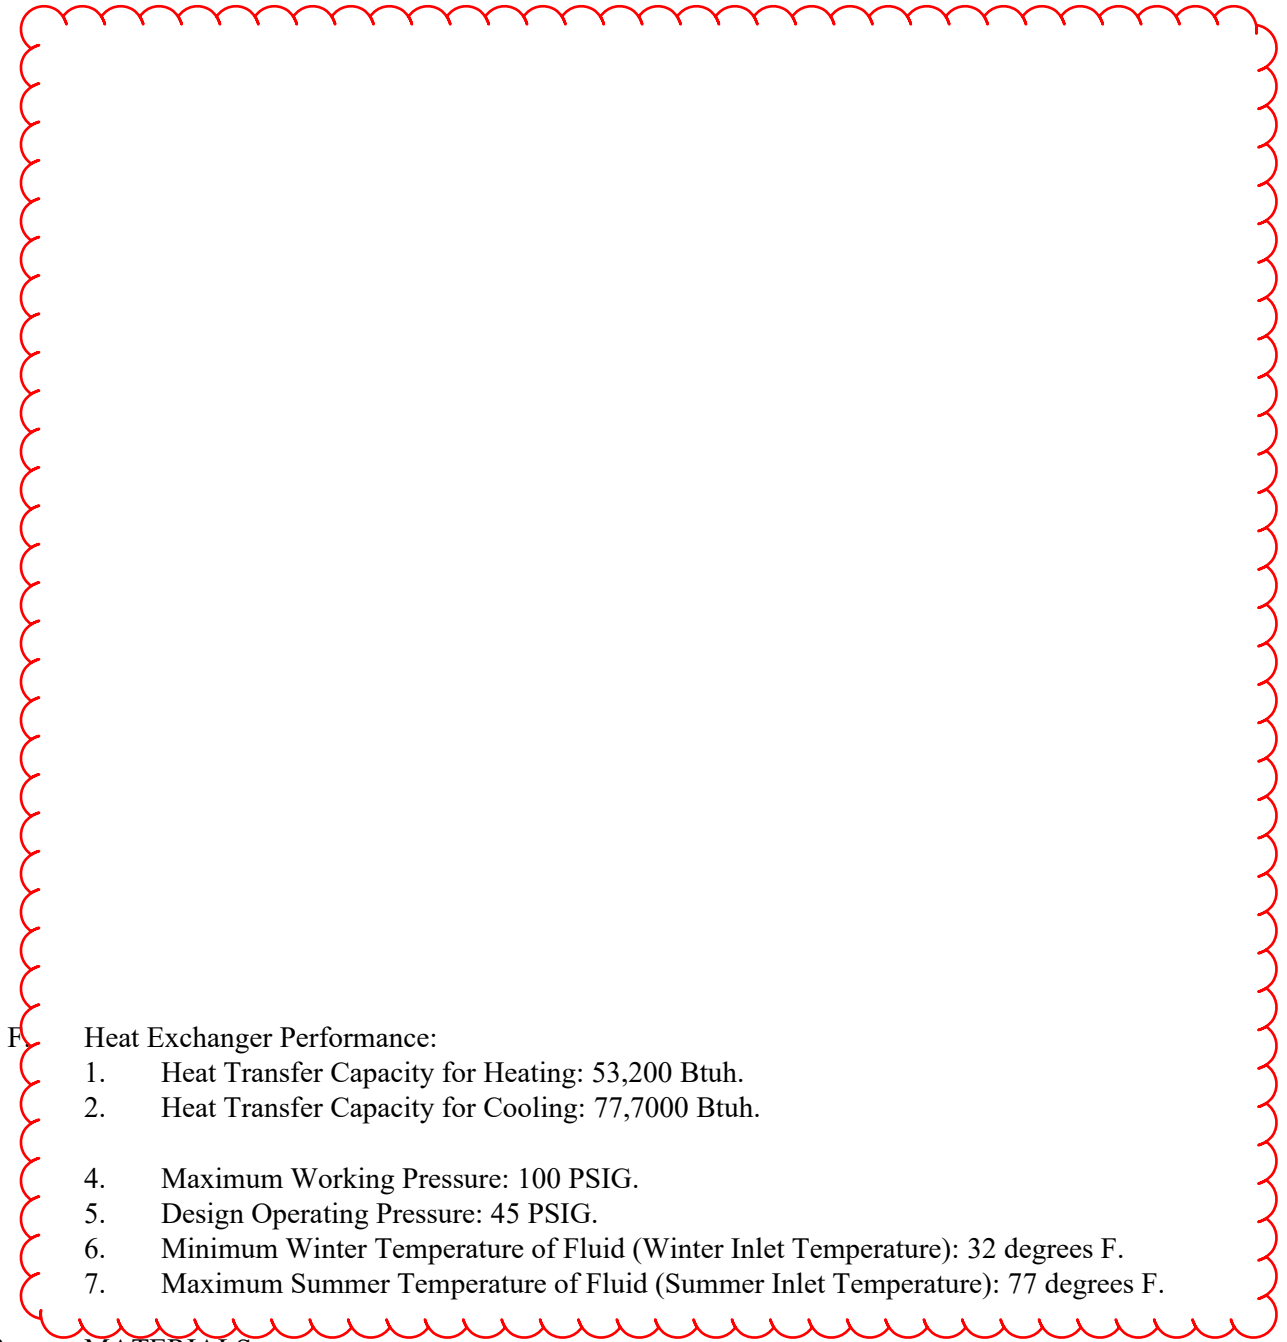 F. Heat Exchanger Performance:
1. Heat Transfer Capacity for Heating: 53,200 Btuh.
2. Heat Transfer Capacity for Cooling: 77,7000 Btuh.
4. Maximum Working Pressure: 100 PSIG.
5. Design Operating Pressure: 45 PSIG.
6. Minimum Winter Temperature of Fluid (Winter Inlet Temperature): 32 degrees F.
7. Maximum Summer Temperature of Fluid (Summer Inlet Temperature): 77 degrees F.
MATERIALS